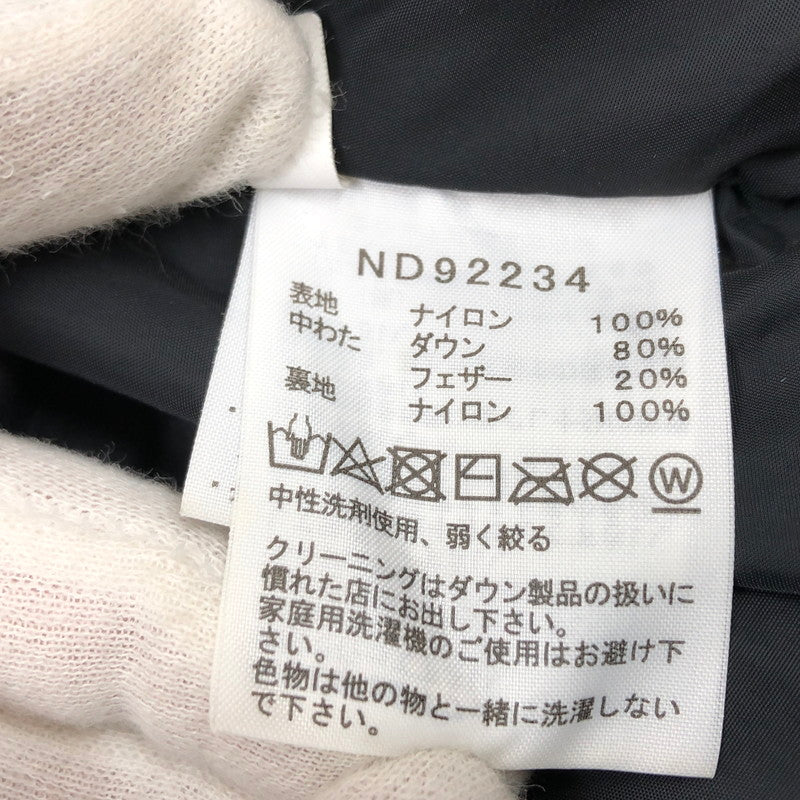 ND92234
表地 ナイロン 100%
中わた ダウン 80%
フェザー 20%
裏地 ナイロン 100%
W
中性洗剤使用、弱く絞る
クリーニングはダウン製品の扱いに
慣れた店にお出し下さい。
家庭用洗濯機のご使用はお避け下
さい。
色物は他の物と一緒に洗濯しない
で下さい。